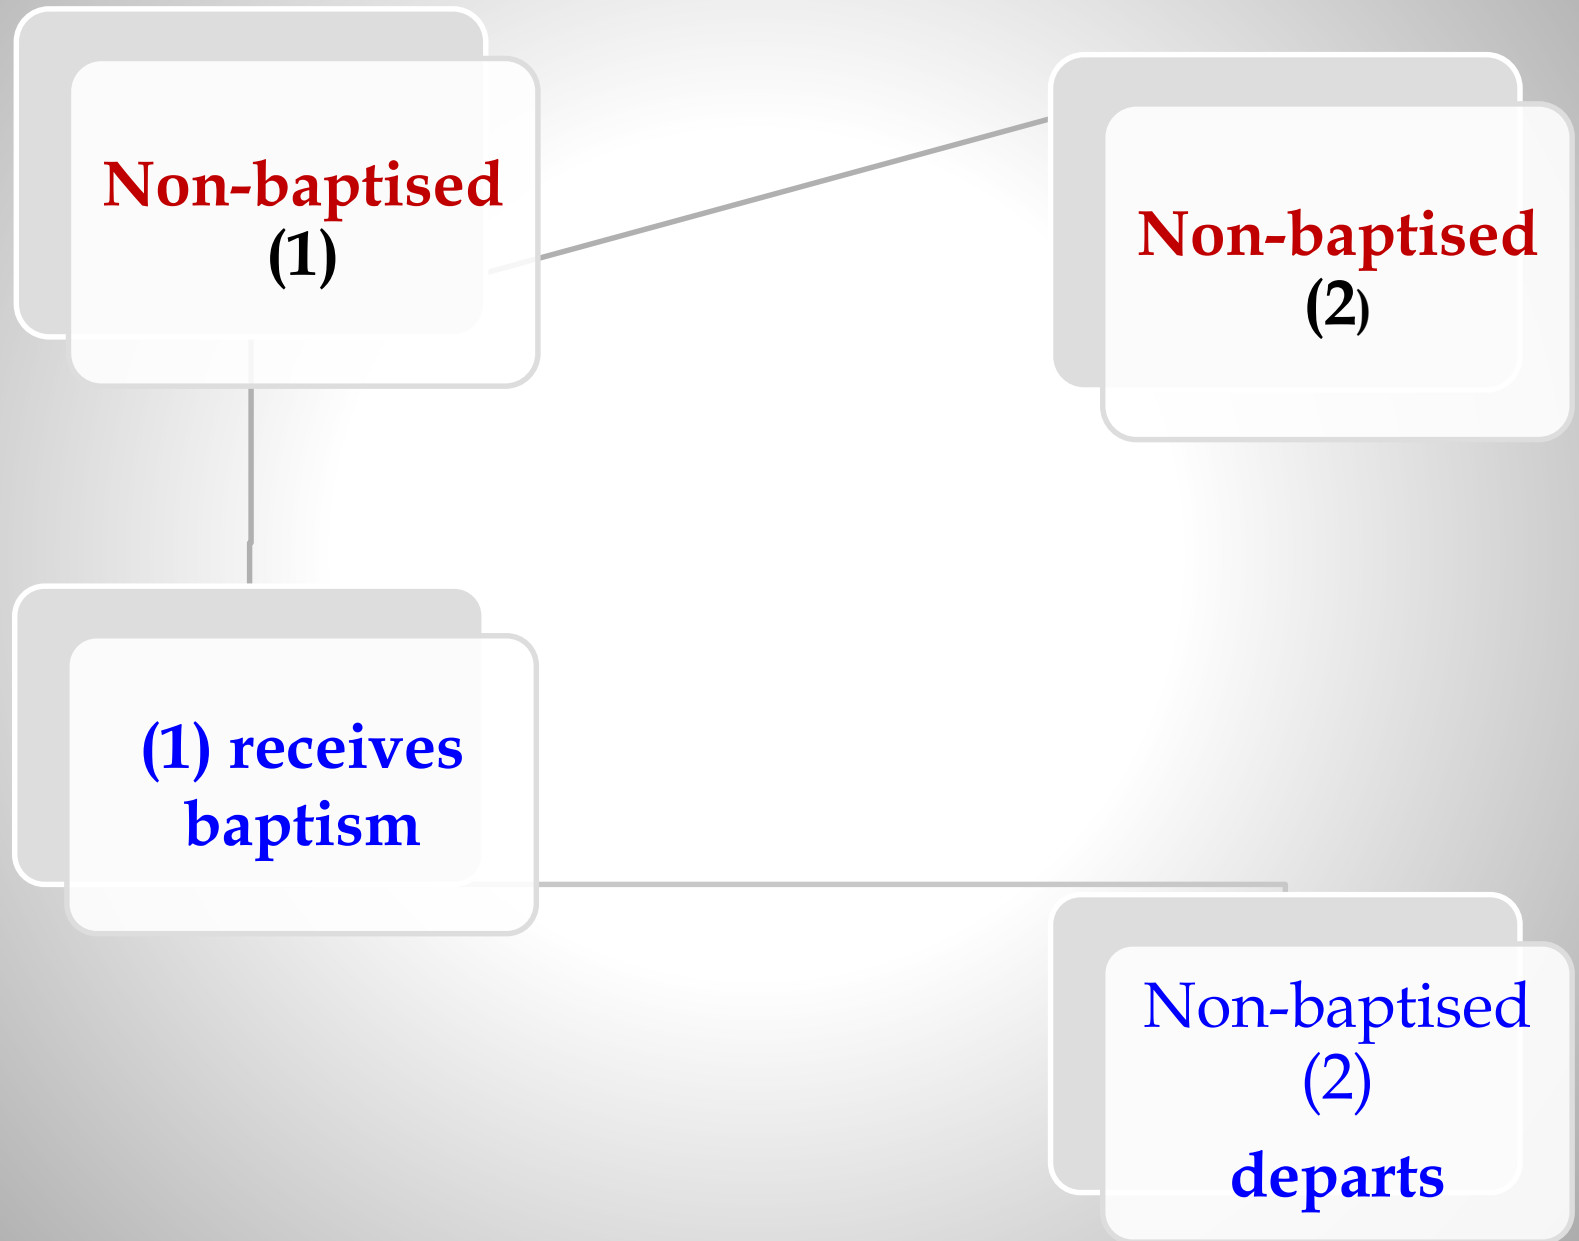 Non-baptised
(1)
Non-baptised
(2)
(1) receives
baptism
Non-baptised
(2)
departs